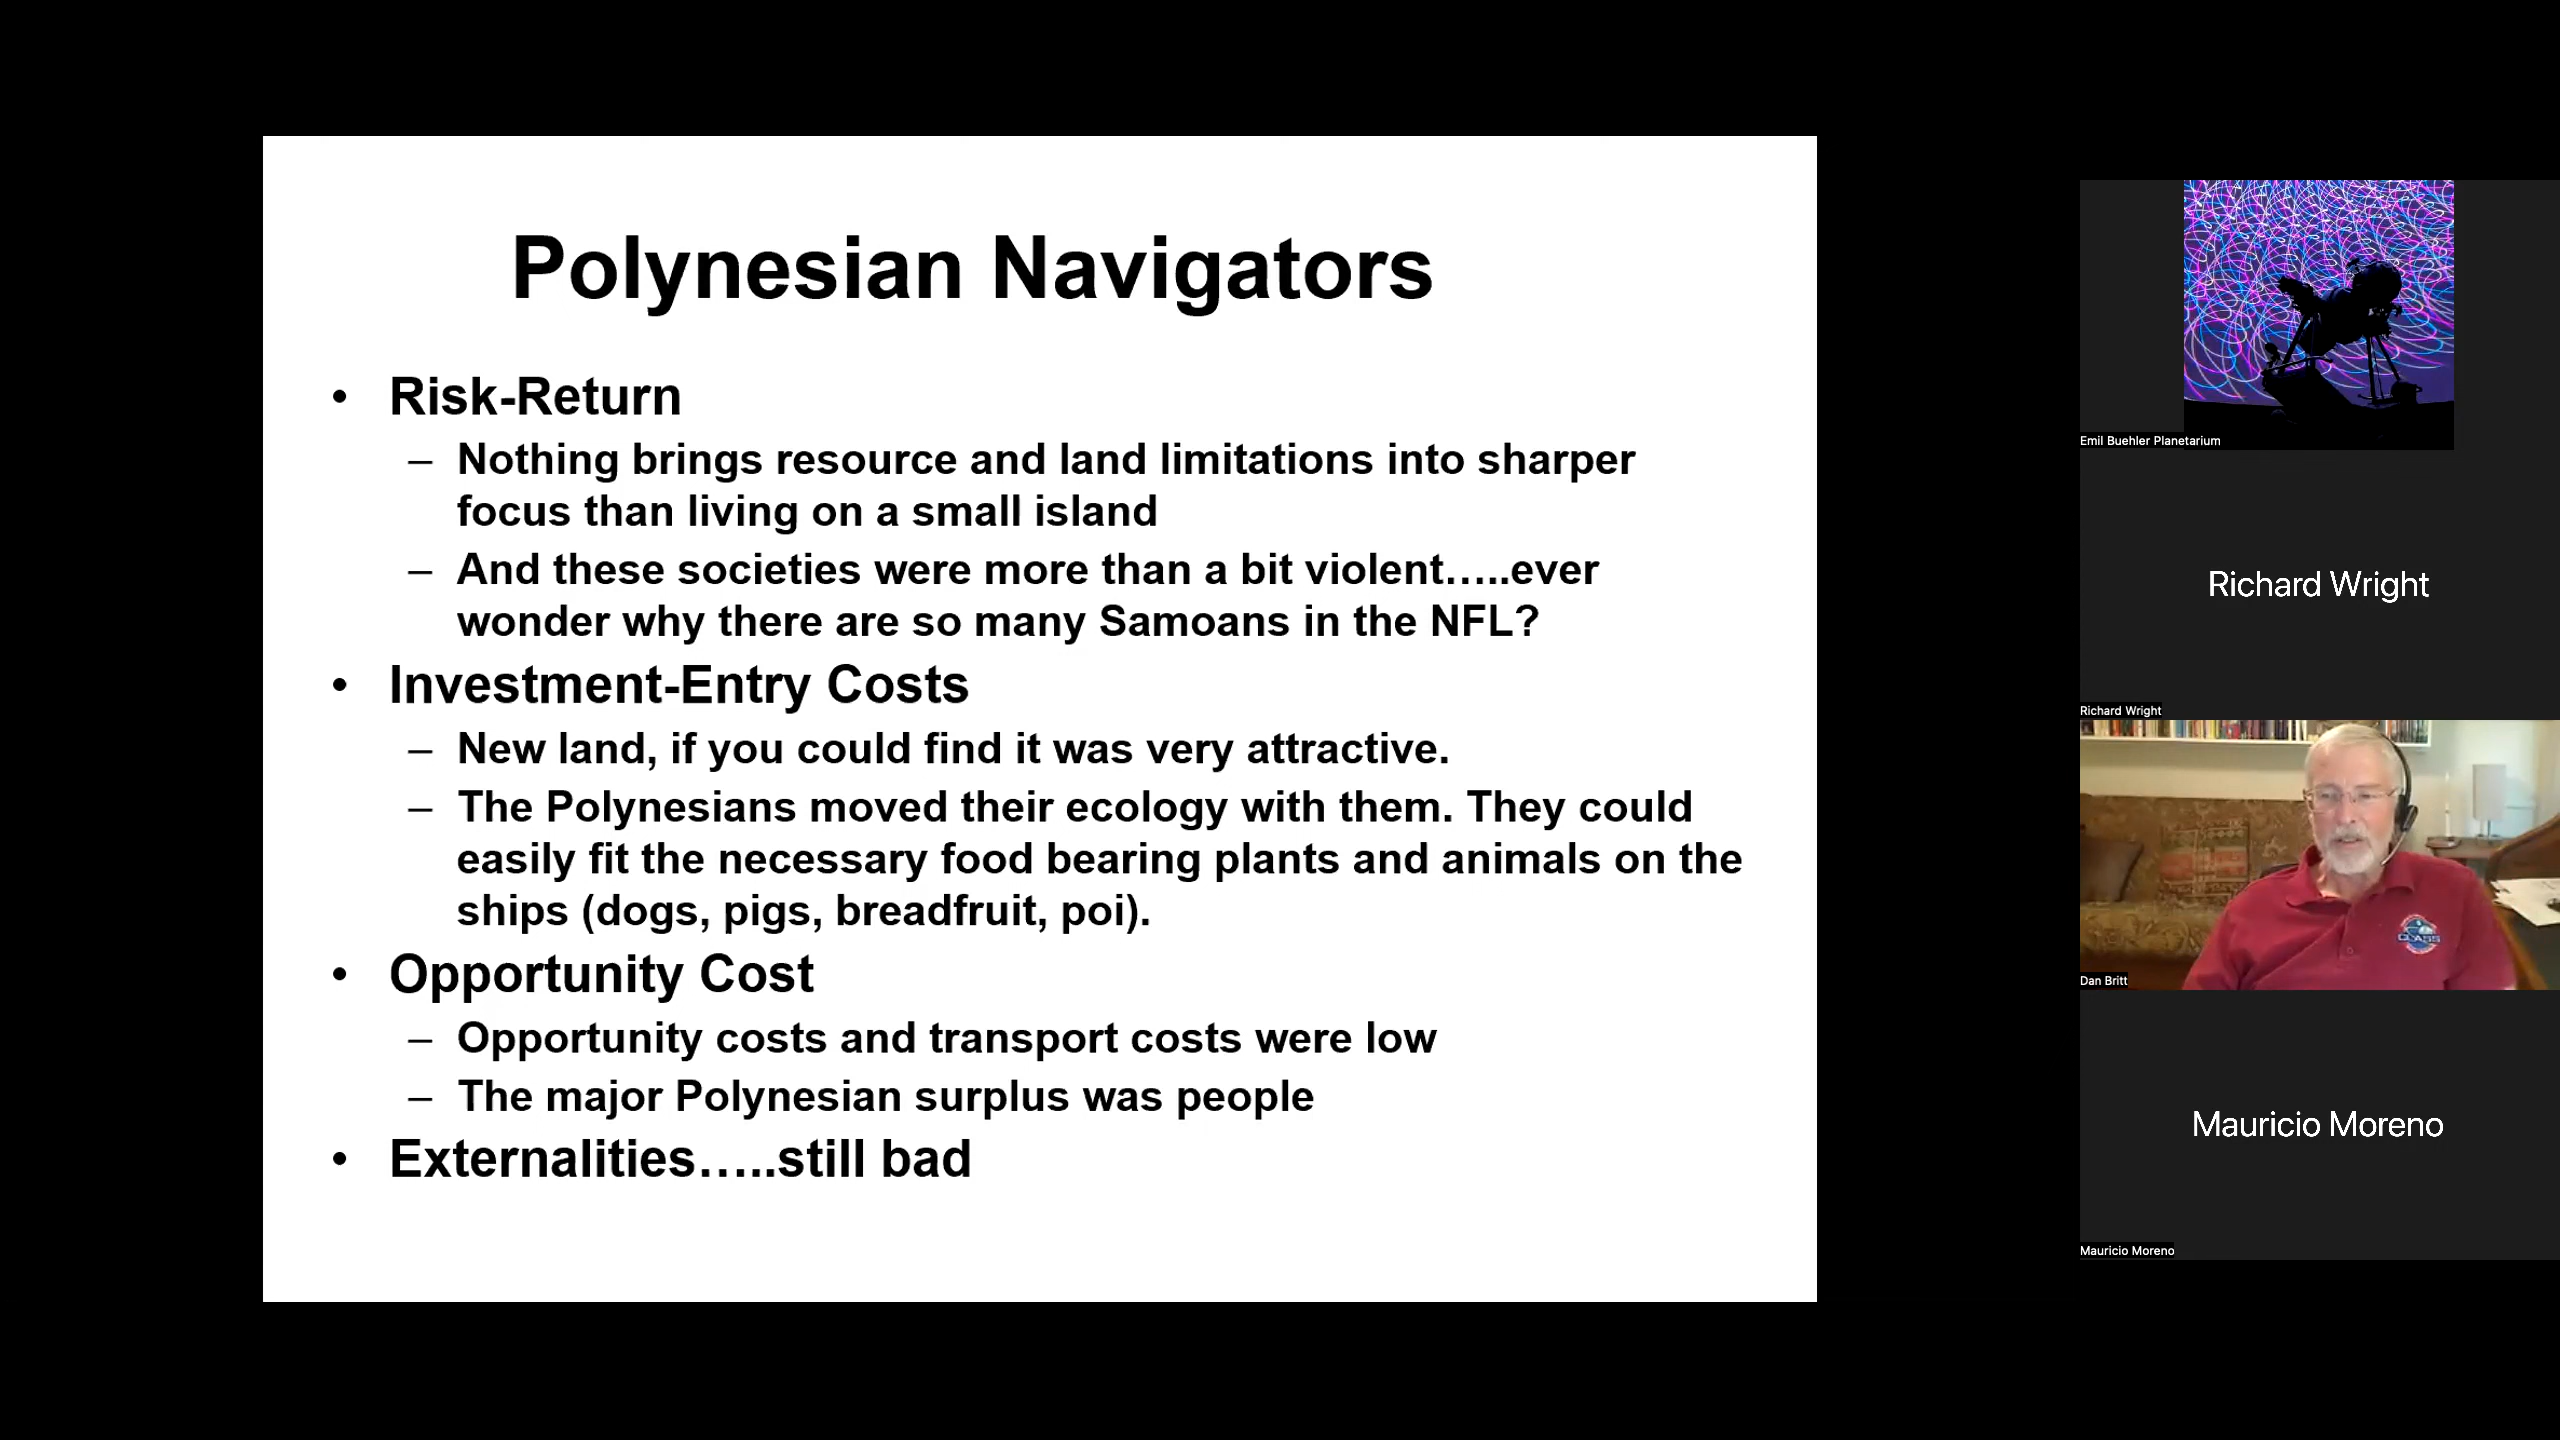 Polynesian Navigators
• Risk-Return
– Nothing brings resource and land limitations into sharper
focus than living on a small island
– And these societies were more than a bit violent…..ever
wonder why there are so many Samoans in the NFL?
• Investment-Entry Costs
– New land, if you could find it was very attractive.
– The Polynesians moved their ecology with them. They could
easily fit the necessary food bearing plants and animals on the
ships (dogs, pigs, breadfruit, poi).
• Opportunity Cost
– Opportunity costs and transport costs were low
– The major Polynesian surplus was people
• Externalities…..still bad
Emil Buehler Planetarium
Richard Wright
Richard Wright
CLASS
Dan Britt
Mauricio Moreno
Mauricio Moreno